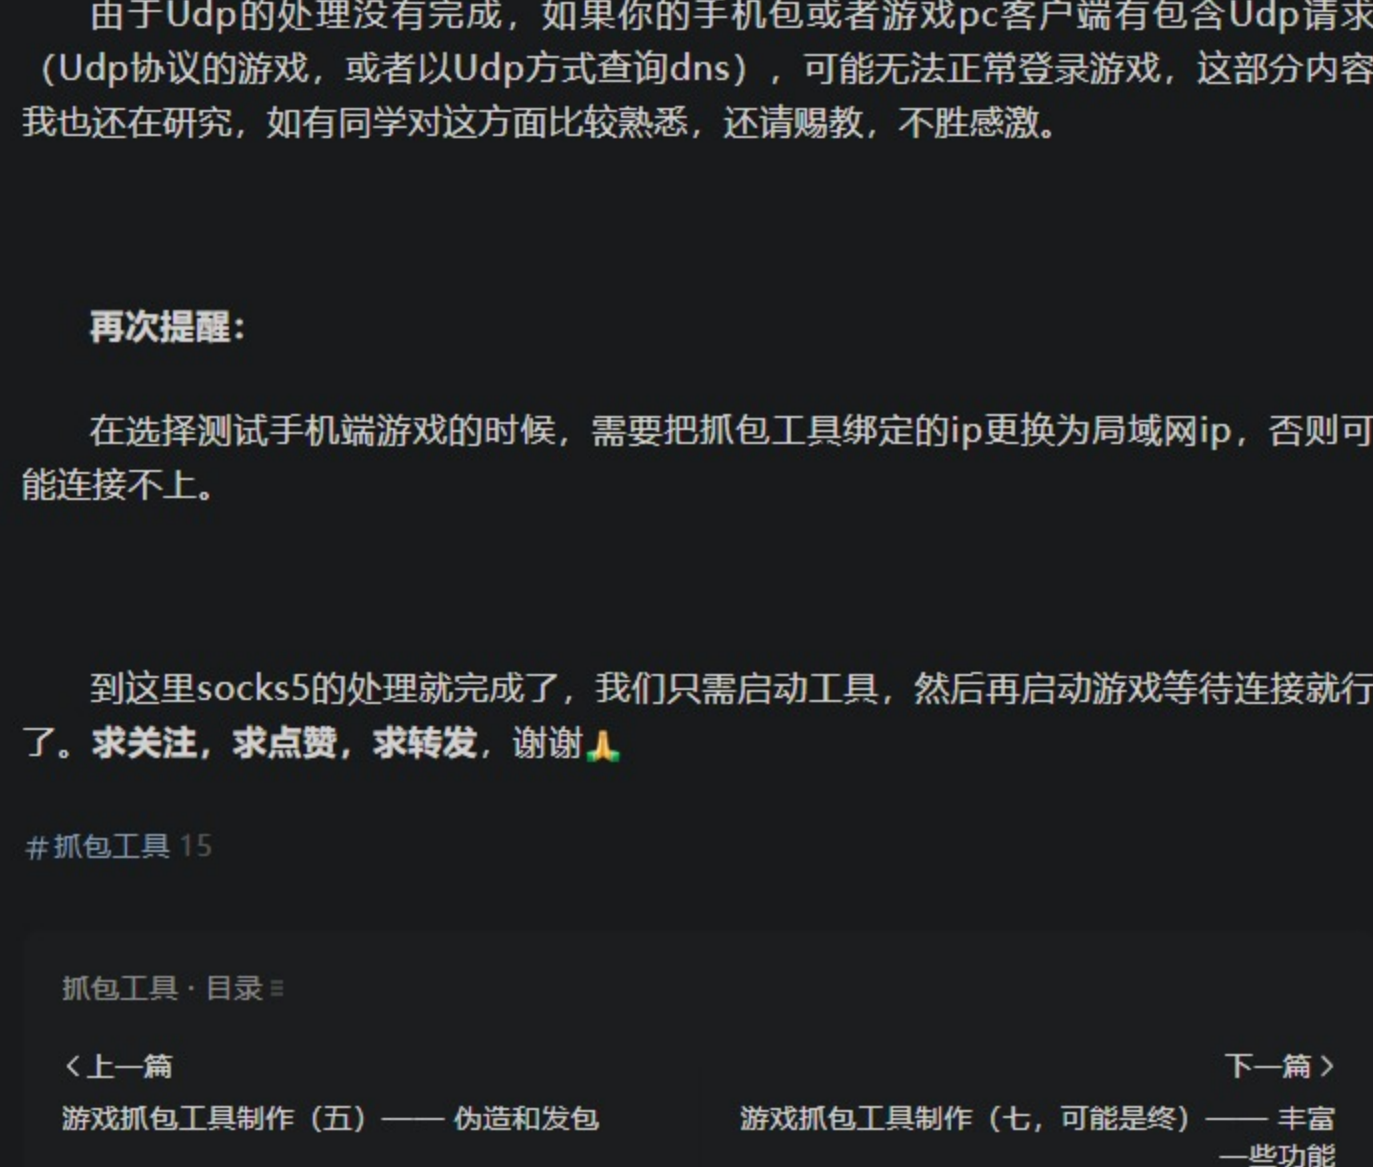 由于Udp的处理没有完成，如果你的手机包或者游戏pc客户端有包含Udp请求
（Udp协议的游戏，或者以Udp方式查询dns），可能无法正常登录游戏，这部分内容
我也还在研究，如有同学对这方面比较熟悉，还请赐教，不胜感激。
再次提醒：
在选择测试手机端游戏的时候，需要把抓包工具绑定的ip更换为局域网ip，否则可
能连接不上。
到这里socks5的处理就完成了，我们只需启动工具，然后再启动游戏等待连接就行
了。求关注，求点赞，求转发，谢谢🙏
#抓包工具 15
抓包工具 · 目录≡
<上一篇
下一篇>
游戏抓包工具制作（五）—— 伪造和发包
游戏抓包工具制作（七，可能是终）—— 丰富
一些功能